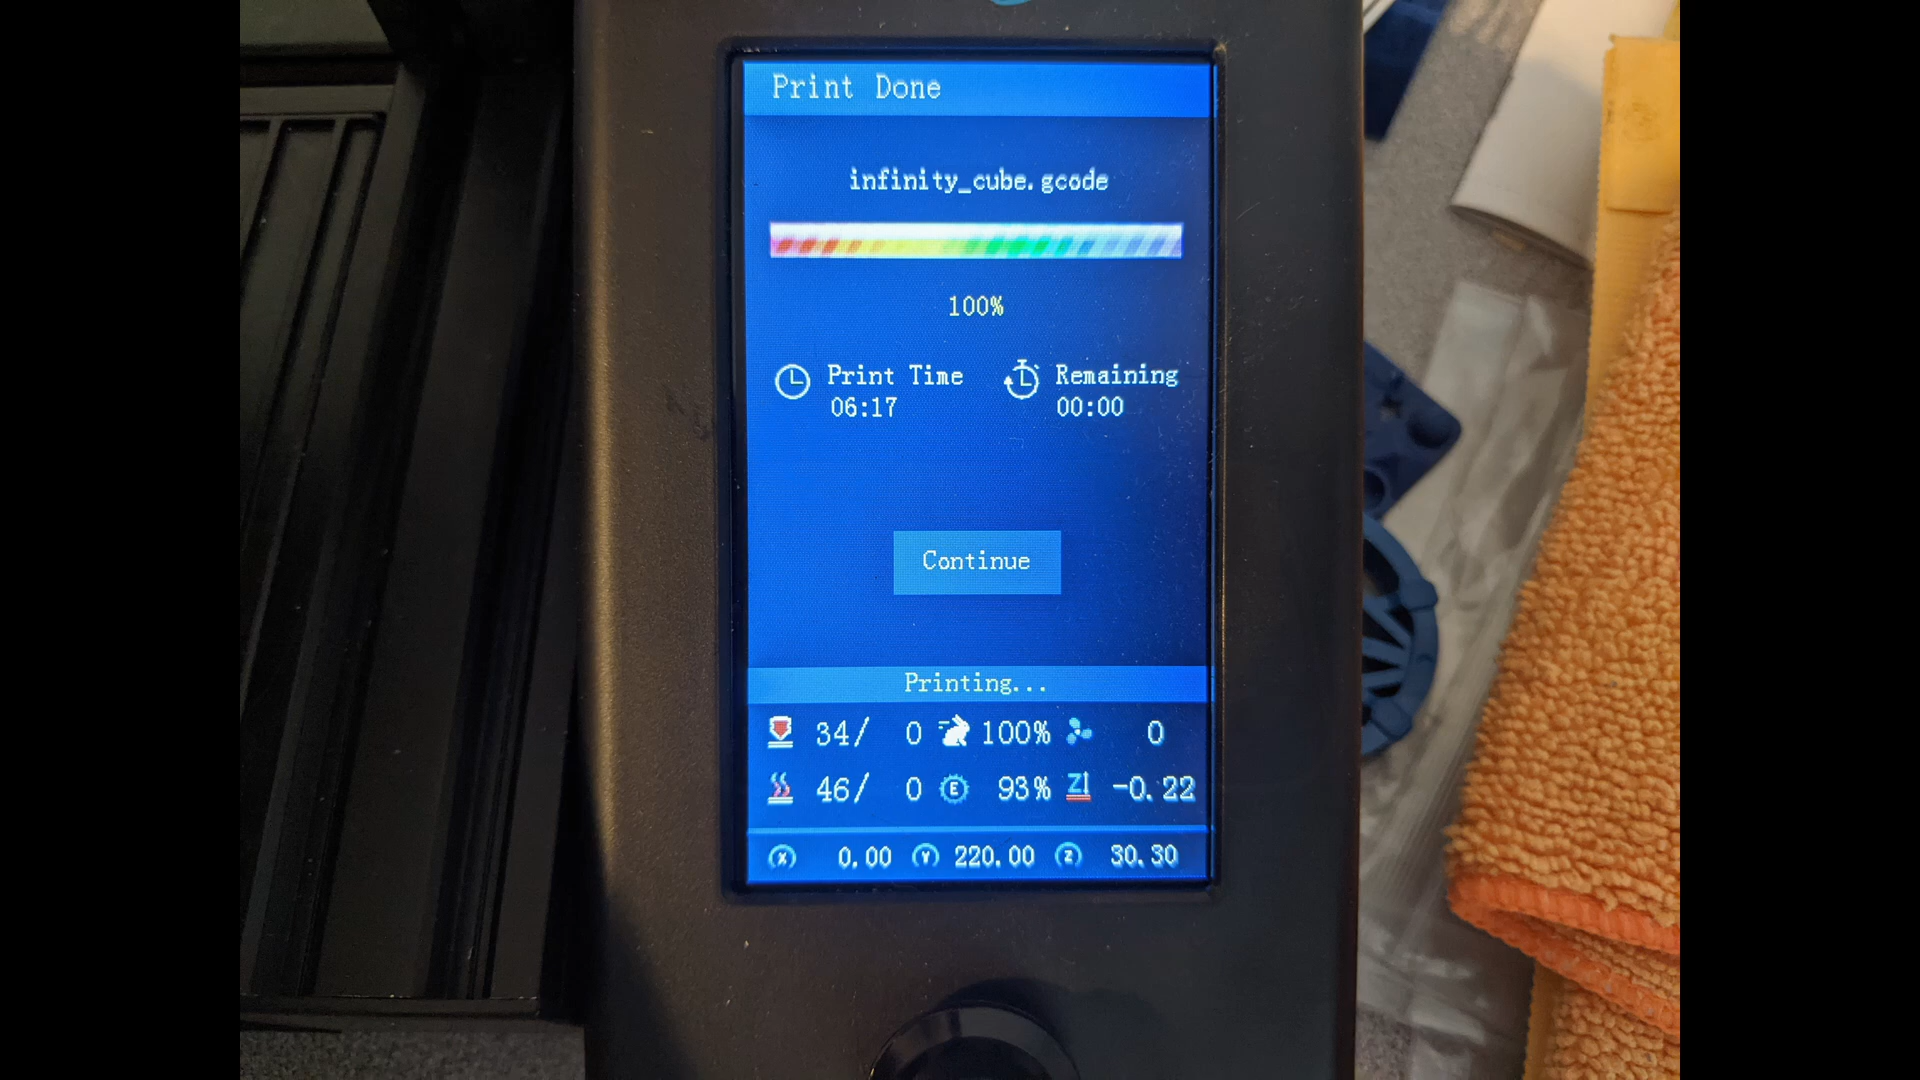 Print Done
infinity_cube.gcode
100%
Print Time Remaining
06:17 00:00
Continue
Printing...
34/ 0 100% 0
46/ 0 E 93% Z -0.22
X 0.00 Y 220.00 Z 30.30